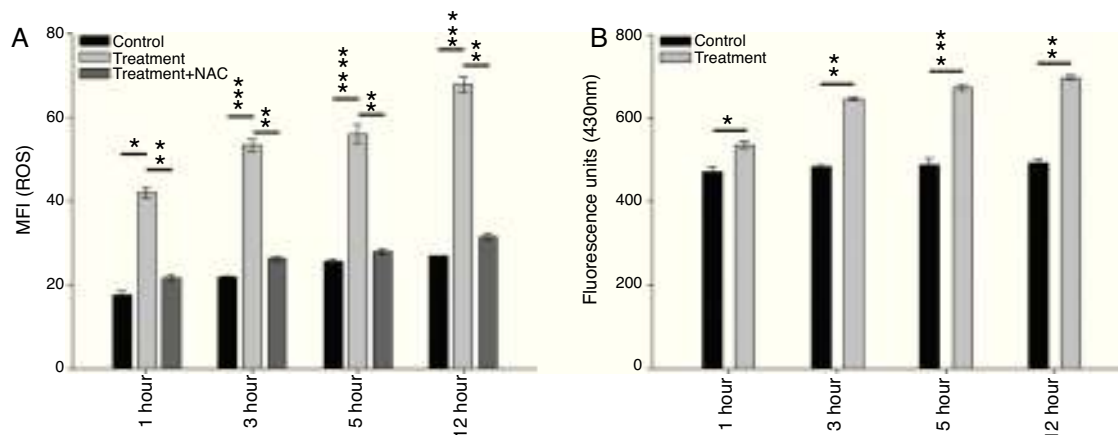 A
MFI (ROS)
80
60
40
20
0
Control
Treatment
Treatment+NAC
*
**
***
**
****
**
***
**
1 hour
3 hour
5 hour
12 hour
B
Fluorescence units (430nm)
800
600
400
200
0
Control
Treatment
*
**
***
**
1 hour
3 hour
5 hour
12 hour